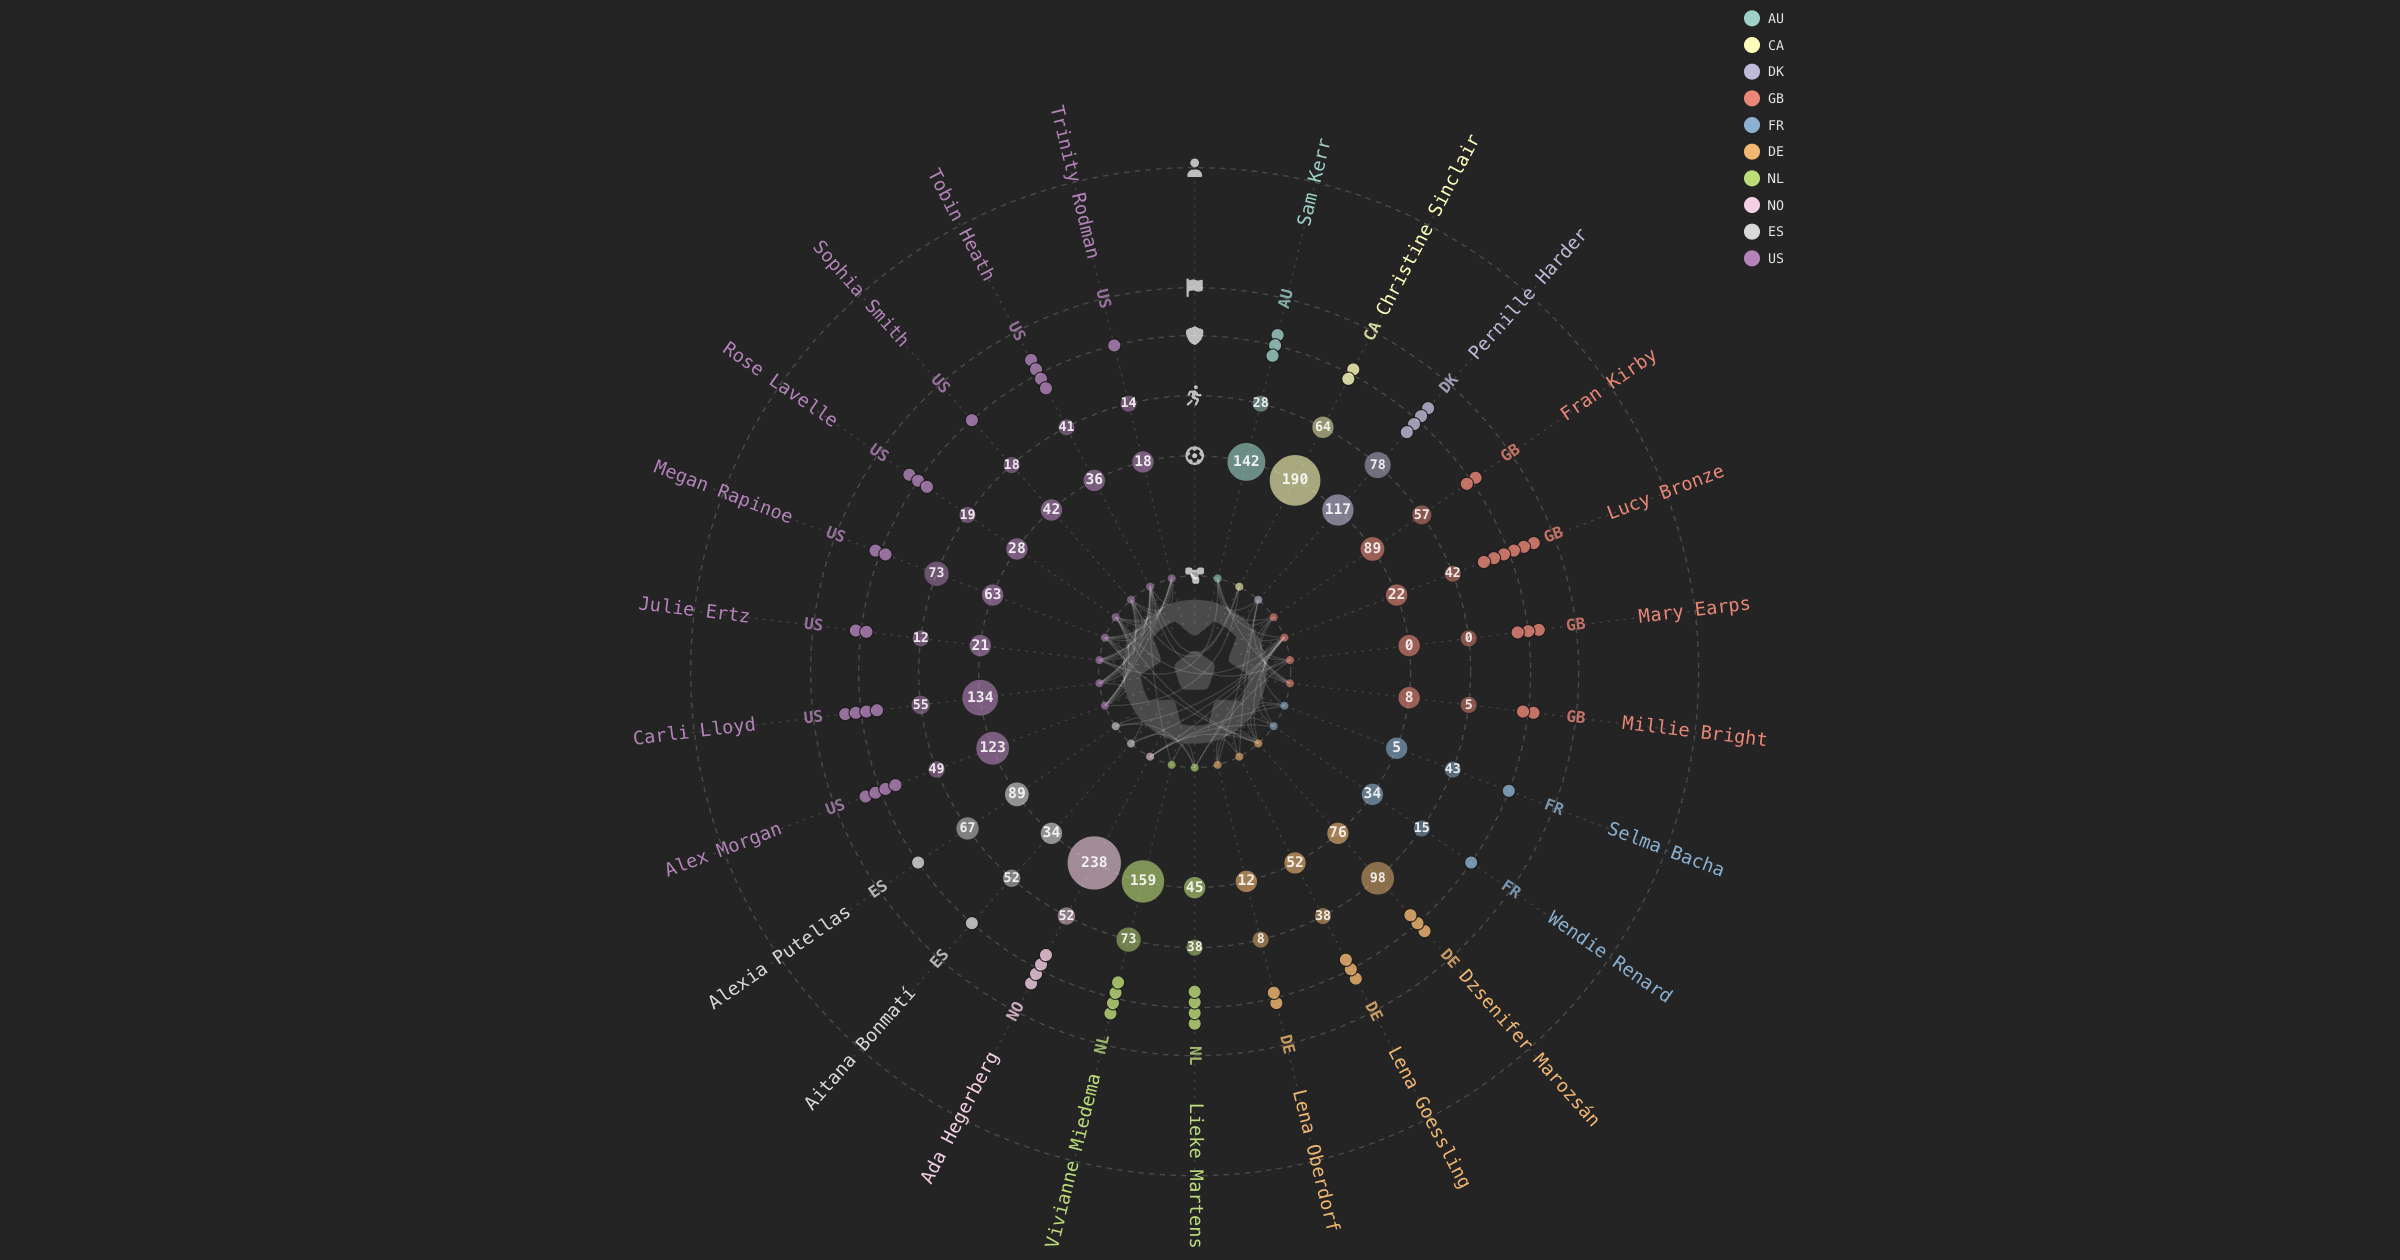 AU
CA
DK
GB
FR
DE
NL
NO
ES
US
Sam Kerr
AU
28
142
Christine Sinclair
CA
64
190
Pernille Harder
DK
78
117
Fran Kirby
GB
57
89
Lucy Bronze
GB
42
22
Mary Earps
GB
0
0
Millie Bright
GB
5
8
Selma Bacha
FR
43
5
Wendie Renard
FR
15
34
Dzsenifer Marozsán
DE
98
76
Lena Goessling
DE
38
52
Lena Oberdorf
DE
8
12
Lieke Martens
NL
38
45
Vivianne Miedema
NL
73
159
Ada Hegerberg
NO
52
238
Aitana Bonmatí
ES
52
34
Alexia Putellas
ES
67
89
Alex Morgan
US
49
123
Carli Lloyd
US
55
134
Julie Ertz
US
12
21
Megan Rapinoe
US
73
63
Rose Lavelle
US
19
28
Sophia Smith
US
18
42
Tobin Heath
US
41
36
Trinity Rodman
US
14
18